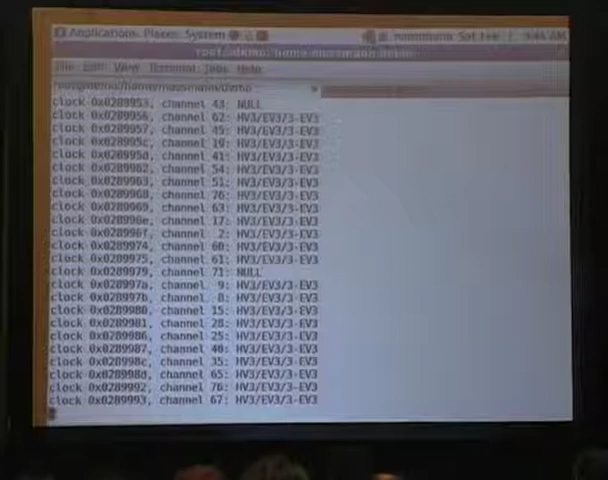 Applications Places System
Sat Feb
File Edit View Terminal Tabs Help
clock 0x0289953, channel 43: NULL
clock 0x0289956, channel 62: HV3/EV3/3-EV3
clock 0x0289957, channel 45: HV3/EV3/3-EV3
clock 0x028995c, channel 19: HV3/EV3/3-EV3
clock 0x028995d, channel 41: HV3/EV3/3-EV3
clock 0x0289962, channel 54: HV3/EV3/3-EV3
clock 0x0289963, channel 51: HV3/EV3/3-EV3
clock 0x0289968, channel 76: HV3/EV3/3-EV3
clock 0x0289969, channel 63: HV3/EV3/3-EV3
clock 0x028996e, channel 17: HV3/EV3/3-EV3
clock 0x028996f, channel 2: HV3/EV3/3-EV3
clock 0x0289974, channel 60: HV3/EV3/3-EV3
clock 0x0289975, channel 61: HV3/EV3/3-EV3
clock 0x0289979, channel 71: NULL
clock 0x028997a, channel 9: HV3/EV3/3-EV3
clock 0x028997b, channel 8: HV3/EV3/3-EV3
clock 0x0289980, channel 15: HV3/EV3/3-EV3
clock 0x0289981, channel 28: HV3/EV3/3-EV3
clock 0x0289986, channel 25: HV3/EV3/3-EV3
clock 0x0289987, channel 40: HV3/EV3/3-EV3
clock 0x028998c, channel 35: HV3/EV3/3-EV3
clock 0x028998d, channel 65: HV3/EV3/3-EV3
clock 0x0289992, channel 70: HV3/EV3/3-EV3
clock 0x0289993, channel 67: HV3/EV3/3-EV3